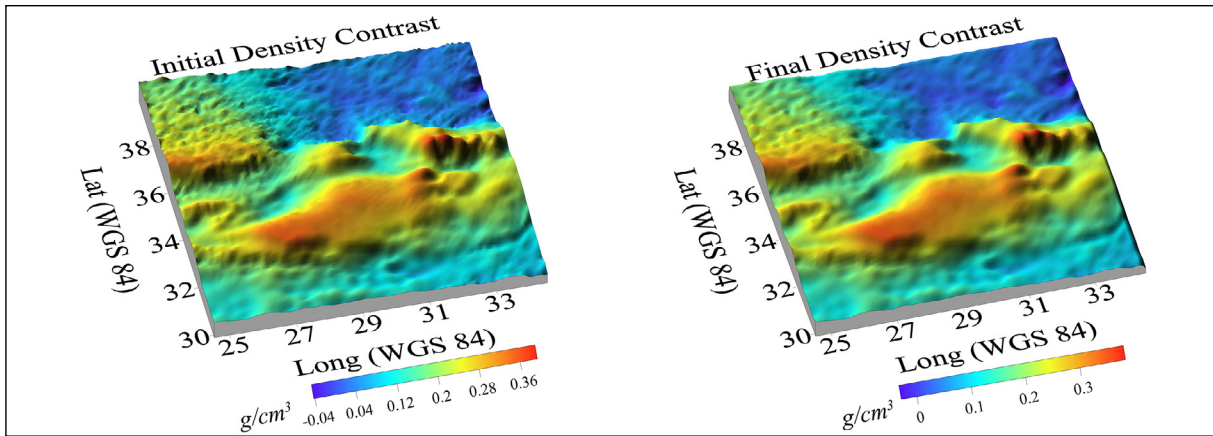 Initial Density Contrast
38
36
34
32
30
Lat (WGS 84)
25 27 29 31 33
Long (WGS 84)
g/cm³
-0.04 0.04 0.12 0.2 0.28 0.36
Final Density Contrast
38
36
34
32
30
Lat (WGS 84)
25 27 29 31 33
Long (WGS 84)
g/cm³
0 0.1 0.2 0.3